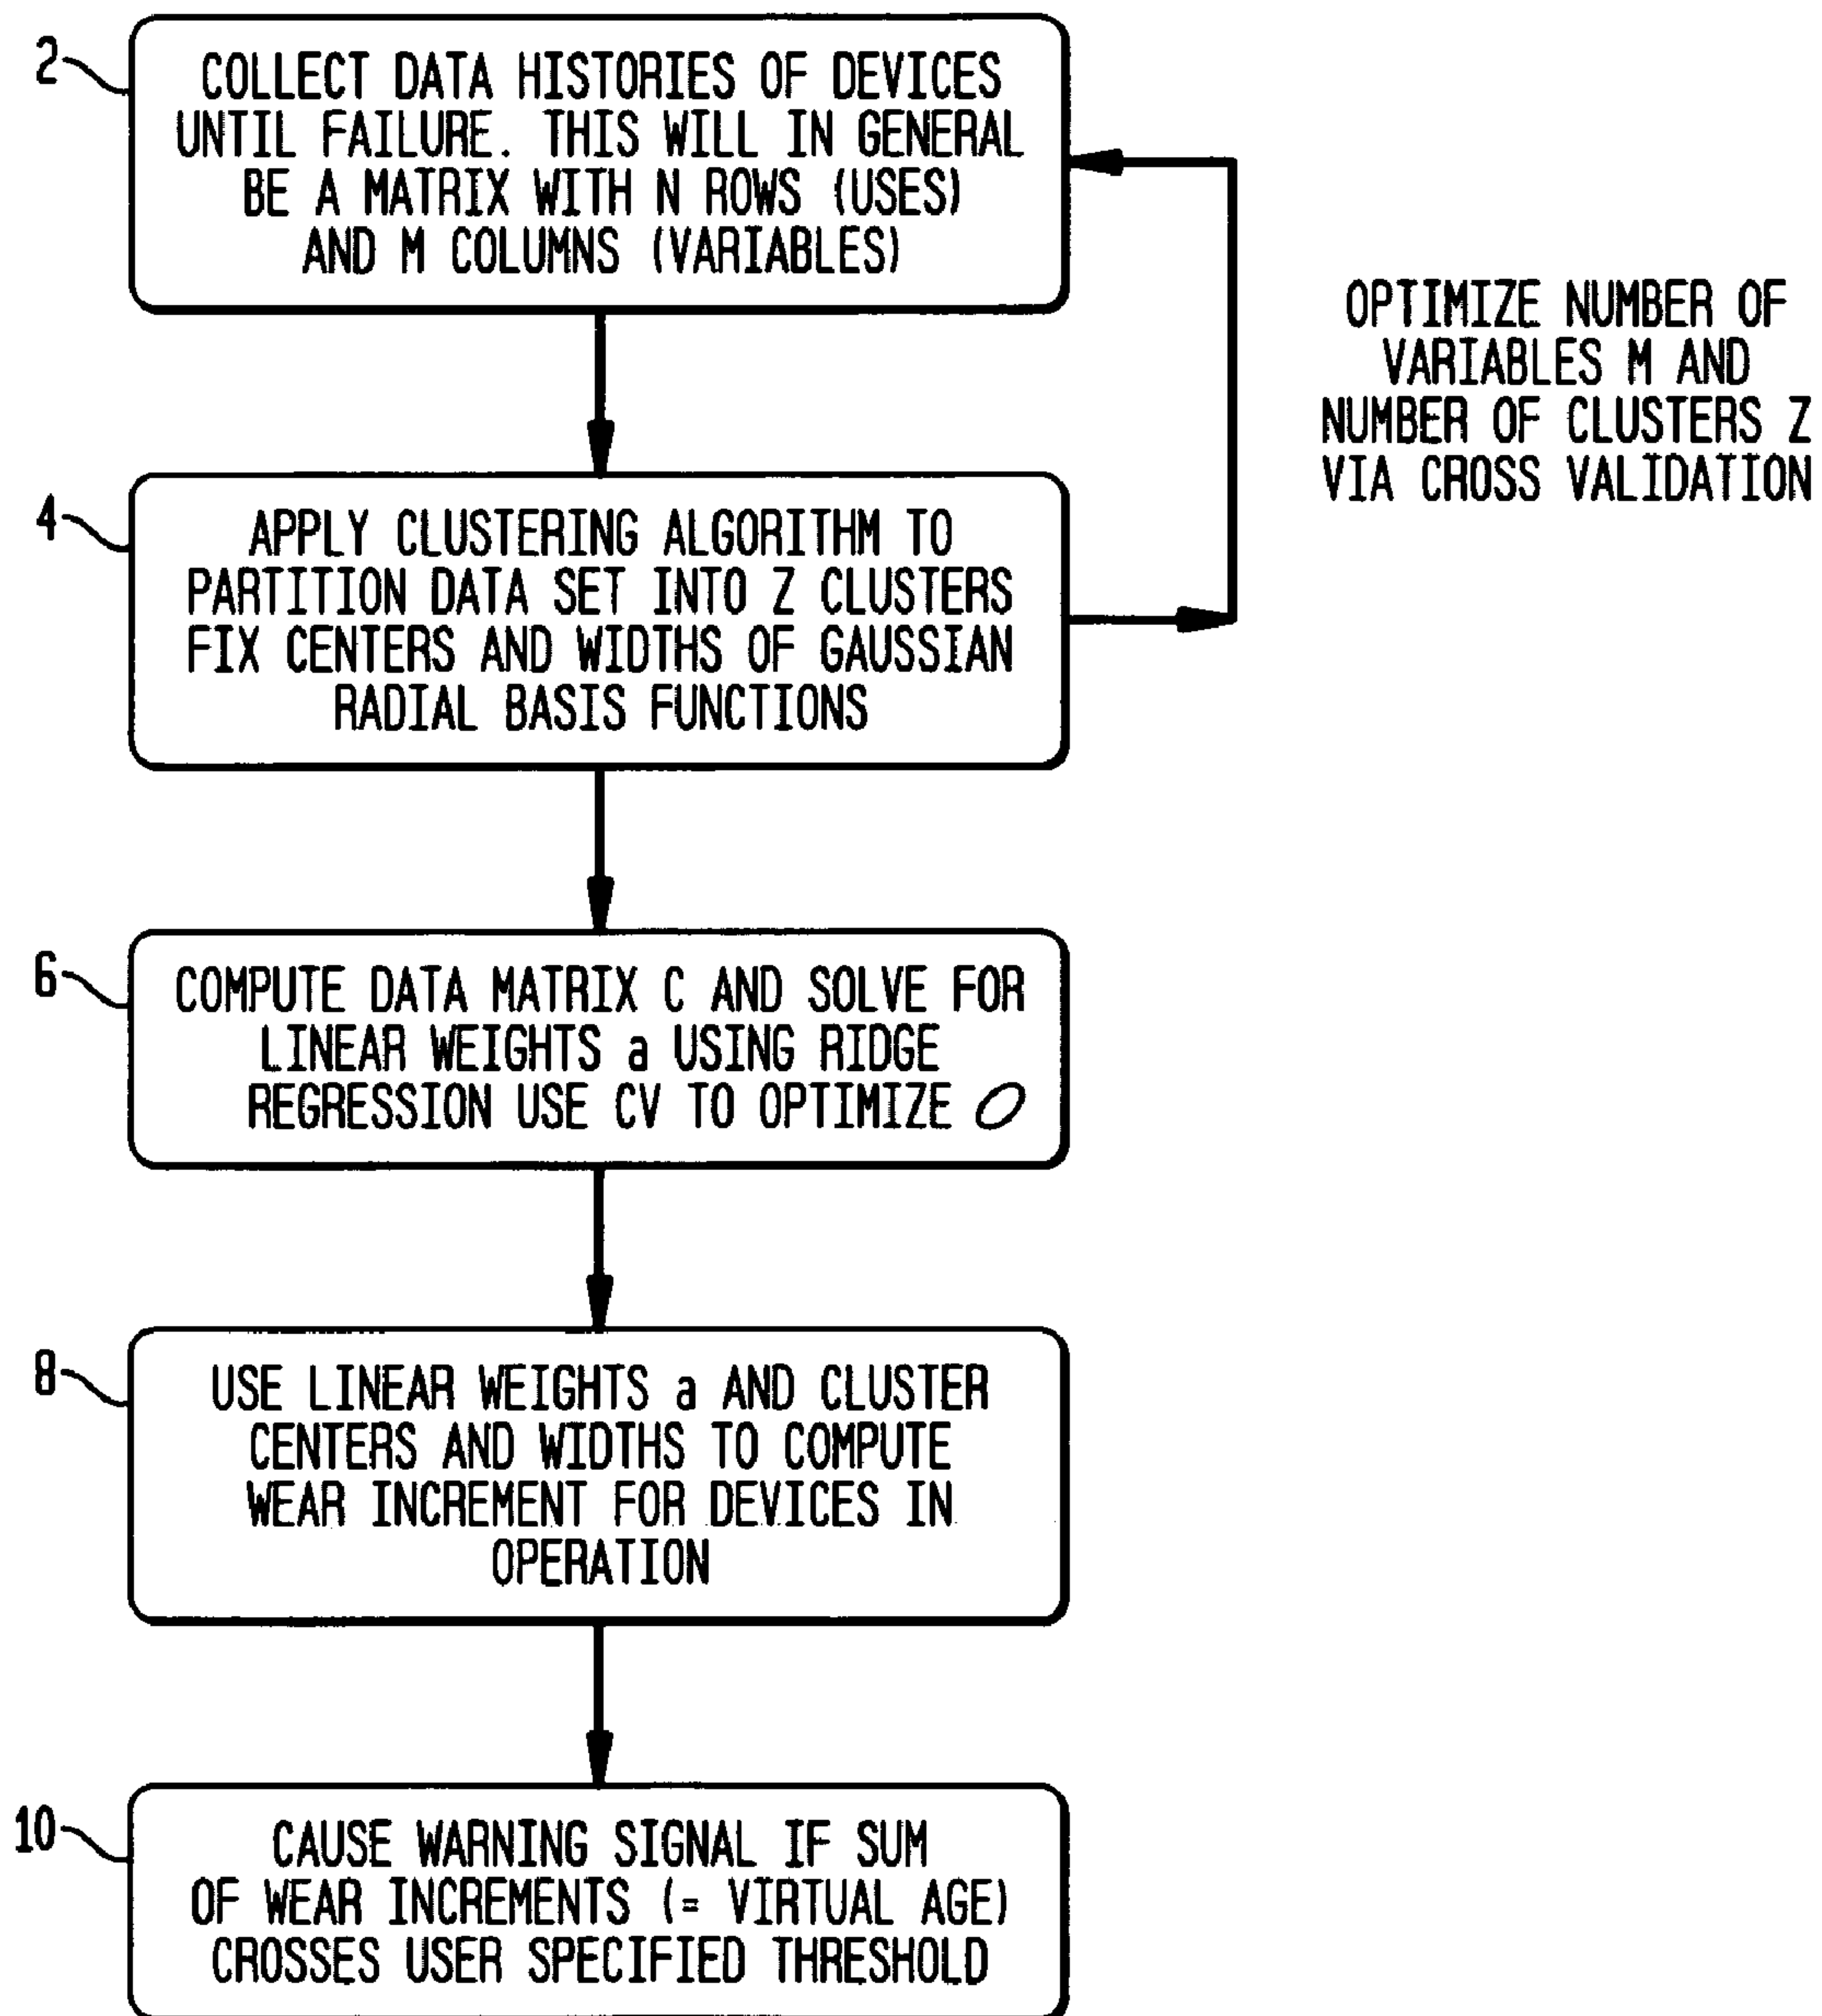 2
COLLECT DATA HISTORIES OF DEVICES
UNTIL FAILURE. THIS WILL IN GENERAL
BE A MATRIX WITH N ROWS (USES)
AND M COLUMNS (VARIABLES)
OPTIMIZE NUMBER OF
VARIABLES M AND
NUMBER OF CLUSTERS Z
VIA CROSS VALIDATION
4
APPLY CLUSTERING ALGORITHM TO
PARTITION DATA SET INTO Z CLUSTERS
FIX CENTERS AND WIDTHS OF GAUSSIAN
RADIAL BASIS FUNCTIONS
6
COMPUTE DATA MATRIX C AND SOLVE FOR
LINEAR WEIGHTS a USING RIDGE
REGRESSION USE CV TO OPTIMIZE
8
USE LINEAR WEIGHTS a AND CLUSTER
CENTERS AND WIDTHS TO COMPUTE
WEAR INCREMENT FOR DEVICES IN
OPERATION
10
CAUSE WARNING SIGNAL IF SUM
OF WEAR INCREMENTS (= VIRTUAL AGE)
CROSSES USER SPECIFIED THRESHOLD